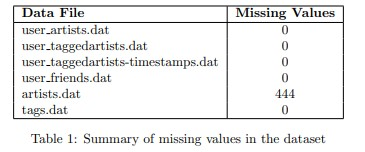 Data File Missing Values
user_artists.dat 0
user_taggedartists.dat 0
user_taggedartists-timestamps.dat 0
user_friends.dat 0
artists.dat 444
tags.dat 0
Table 1: Summary of missing values in the dataset